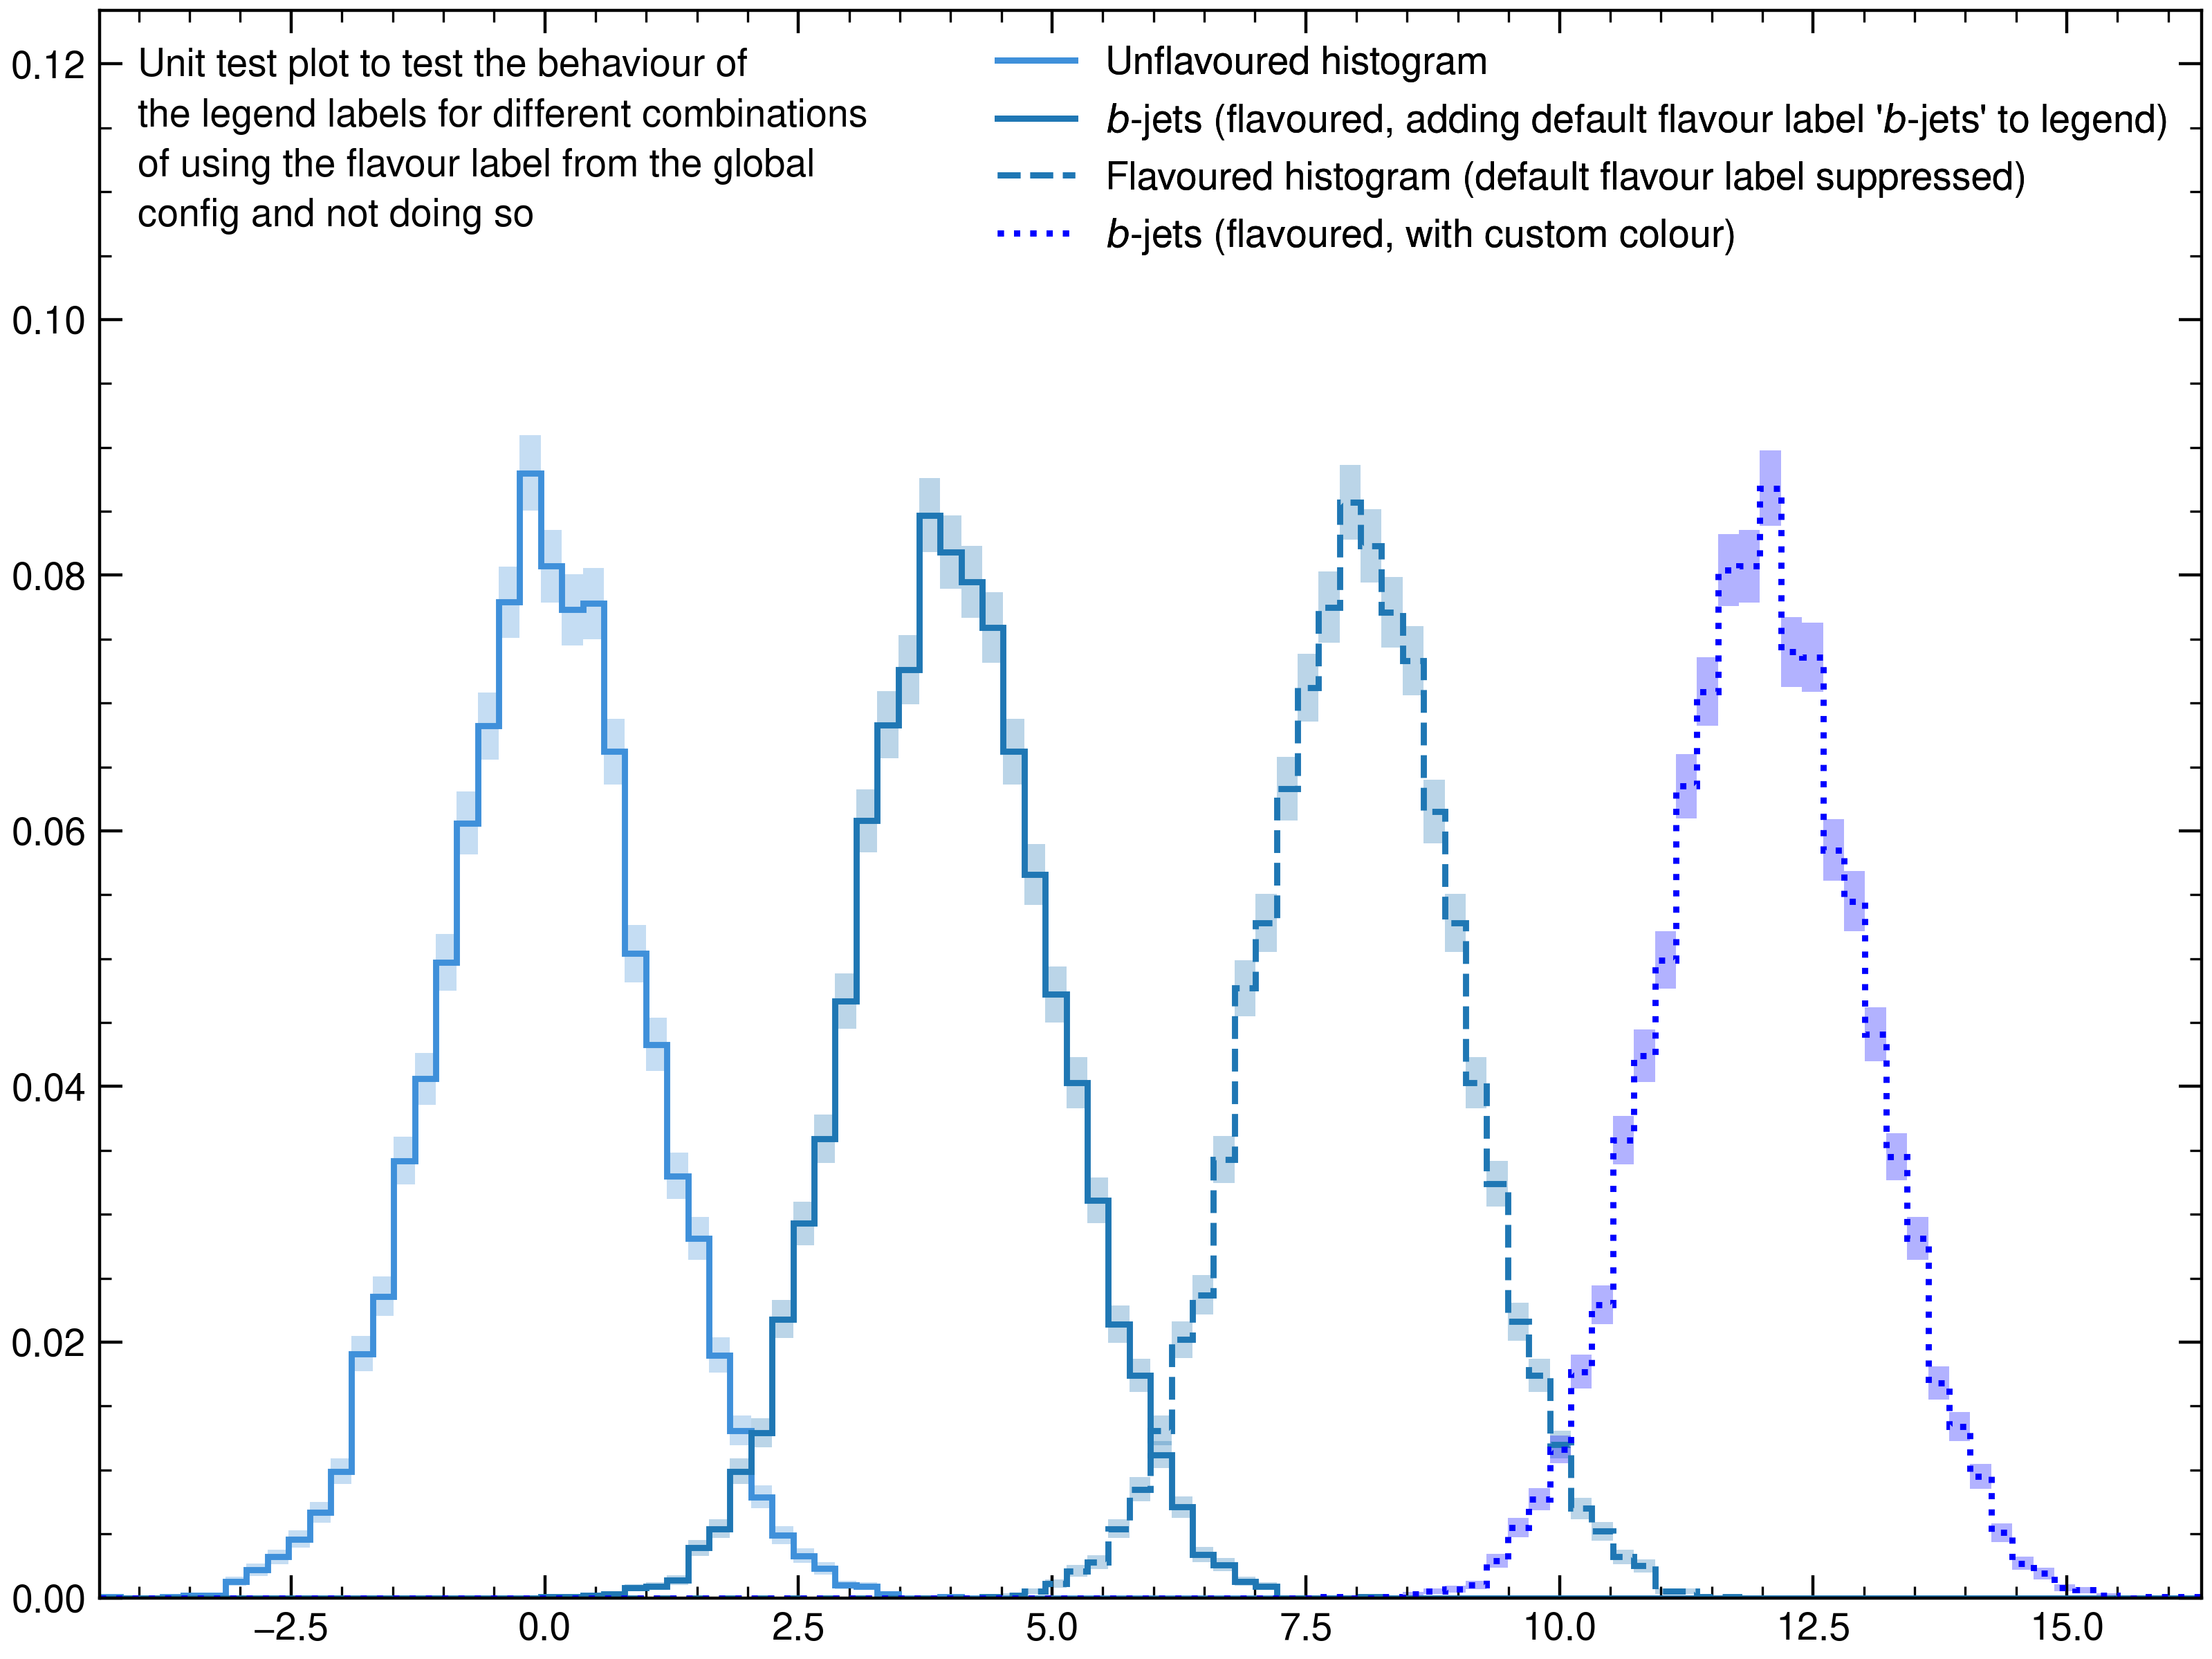 Unit test plot to test the behaviour of
the legend labels for different combinations
of using the flavour label from the global
config and not doing so
Unflavoured histogram
b-jets (flavoured, adding default flavour label 'b-jets' to legend)
Flavoured histogram (default flavour label suppressed)
b-jets (flavoured, with custom colour)
0.12
0.10
0.08
0.06
0.04
0.02
0.00
−2.5 0.0 2.5 5.0 7.5 10.0 12.5 15.0